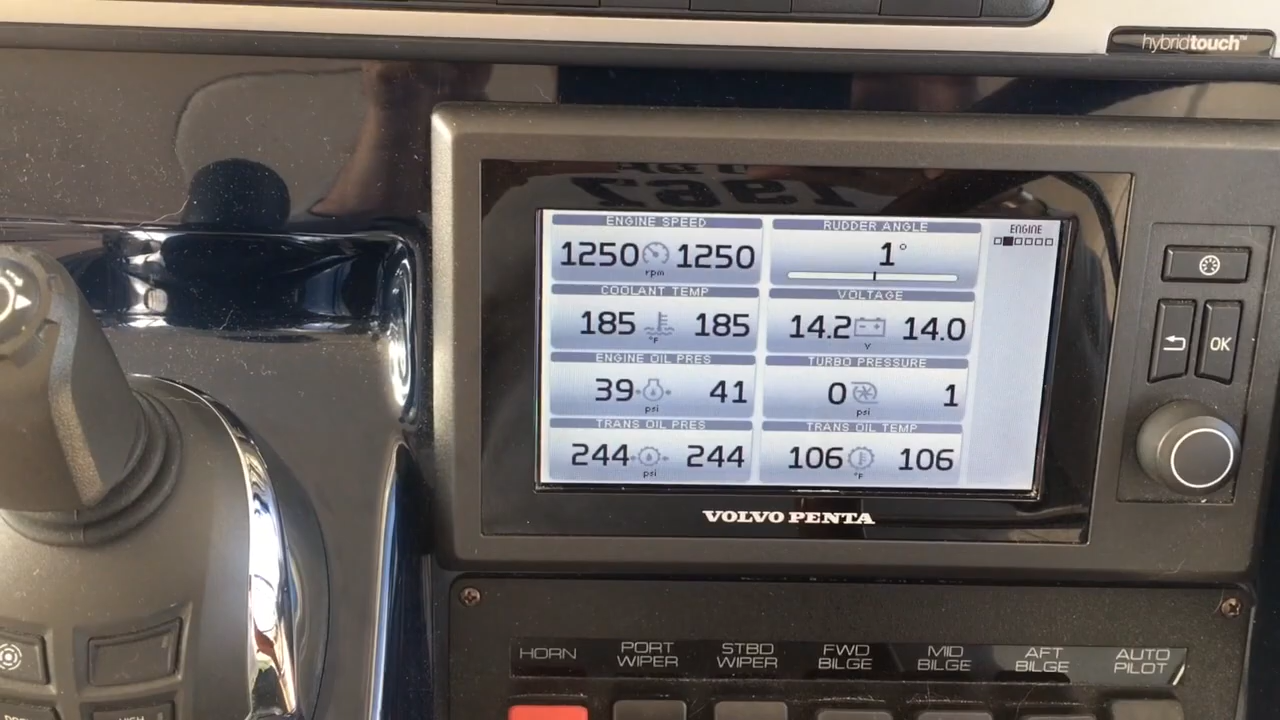 hybridtouch™
ENGINE SPEED
1250 rpm 1250
RUDDER ANGLE
1°
ENGINE
COOLANT TEMP
185 °F 185
VOLTAGE
14.2 V 14.0
ENGINE OIL PRES
39 psi 41
TURBO PRESSURE
0 psi 1
TRANS OIL PRES
244 psi 244
TRANS OIL TEMP
106 °F 106
OK
VOLVO PENTA
HORN
PORT WIPER
STBD WIPER
FWD BILGE
MID BILGE
AFT BILGE
AUTO PILOT